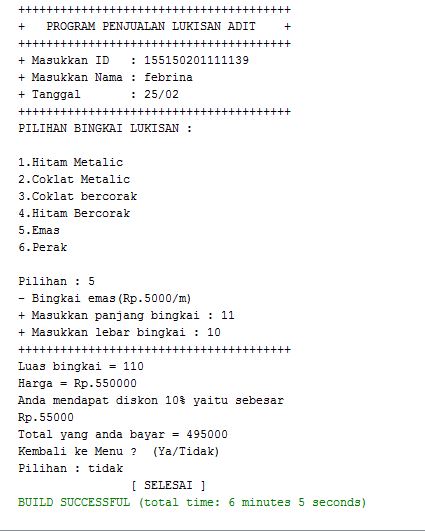 ++++++++++++++++++++++++++++++++++++++
+   PROGRAM PENJUALAN LUKISAN ADIT    +
++++++++++++++++++++++++++++++++++++++
+ Masukkan ID   : 155150201111139
+ Masukkan Nama : febrina
+ Tanggal       : 25/02
++++++++++++++++++++++++++++++++++++++
PILIHAN BINGKAI LUKISAN :

1.Hitam Metalic
2.Coklat Metalic
3.Coklat bercorak
4.Hitam Bercorak
5.Emas
6.Perak

Pilihan : 5
- Bingkai emas(Rp.5000/m)
+ Masukkan panjang bingkai : 11
+ Masukkan lebar bingkai : 10
++++++++++++++++++++++++++++++++++++++
Luas bingkai = 110
Harga = Rp.550000
Anda mendapat diskon 10% yaitu sebesar
Rp.55000
Total yang anda bayar = 495000
Kembali ke Menu ?  (Ya/Tidak)
Pilihan : tidak
                [ SELESAI ]
BUILD SUCCESSFUL (total time: 6 minutes 5 seconds)